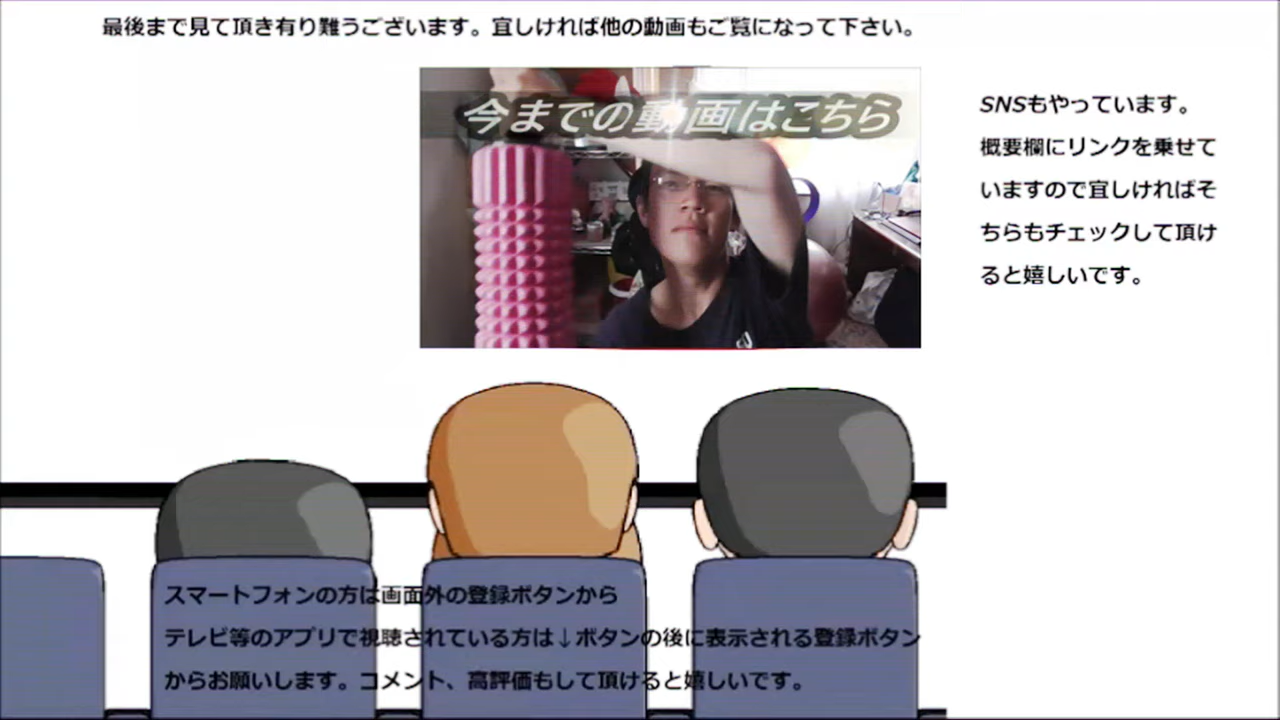 最後まで見て頂き有り難うございます。宜しければ他の動画もご覧になって下さい。
今までの動画はこちら
SNSもやっています。
概要欄にリンクを乗せて
いますので宜しければそ
ちらもチェックして頂け
ると嬉しいです。
スマートフォンの方は画面外の登録ボタンから
テレビ等のアプリで視聴されている方は↓ボタンの後に表示される登録ボタン
からお願いします。コメント、高評価もして頂けると嬉しいです。